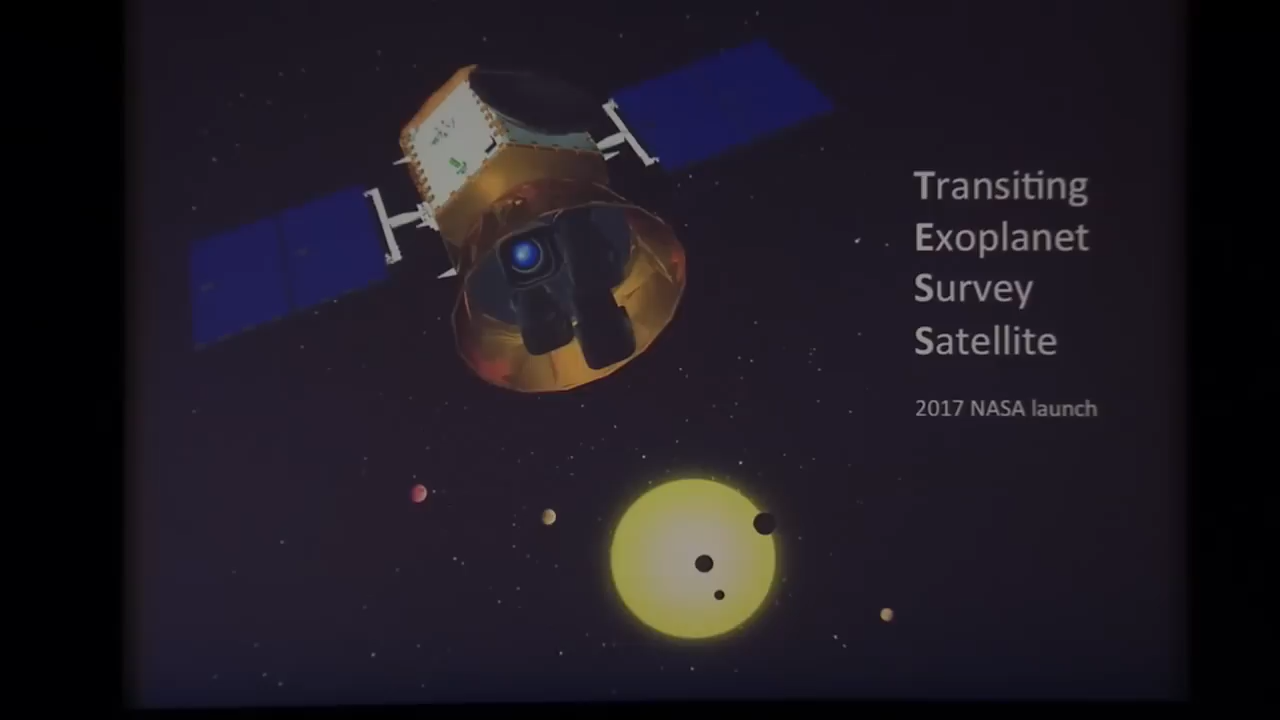 Transiting
Exoplanet
Survey
Satellite
2017 NASA launch